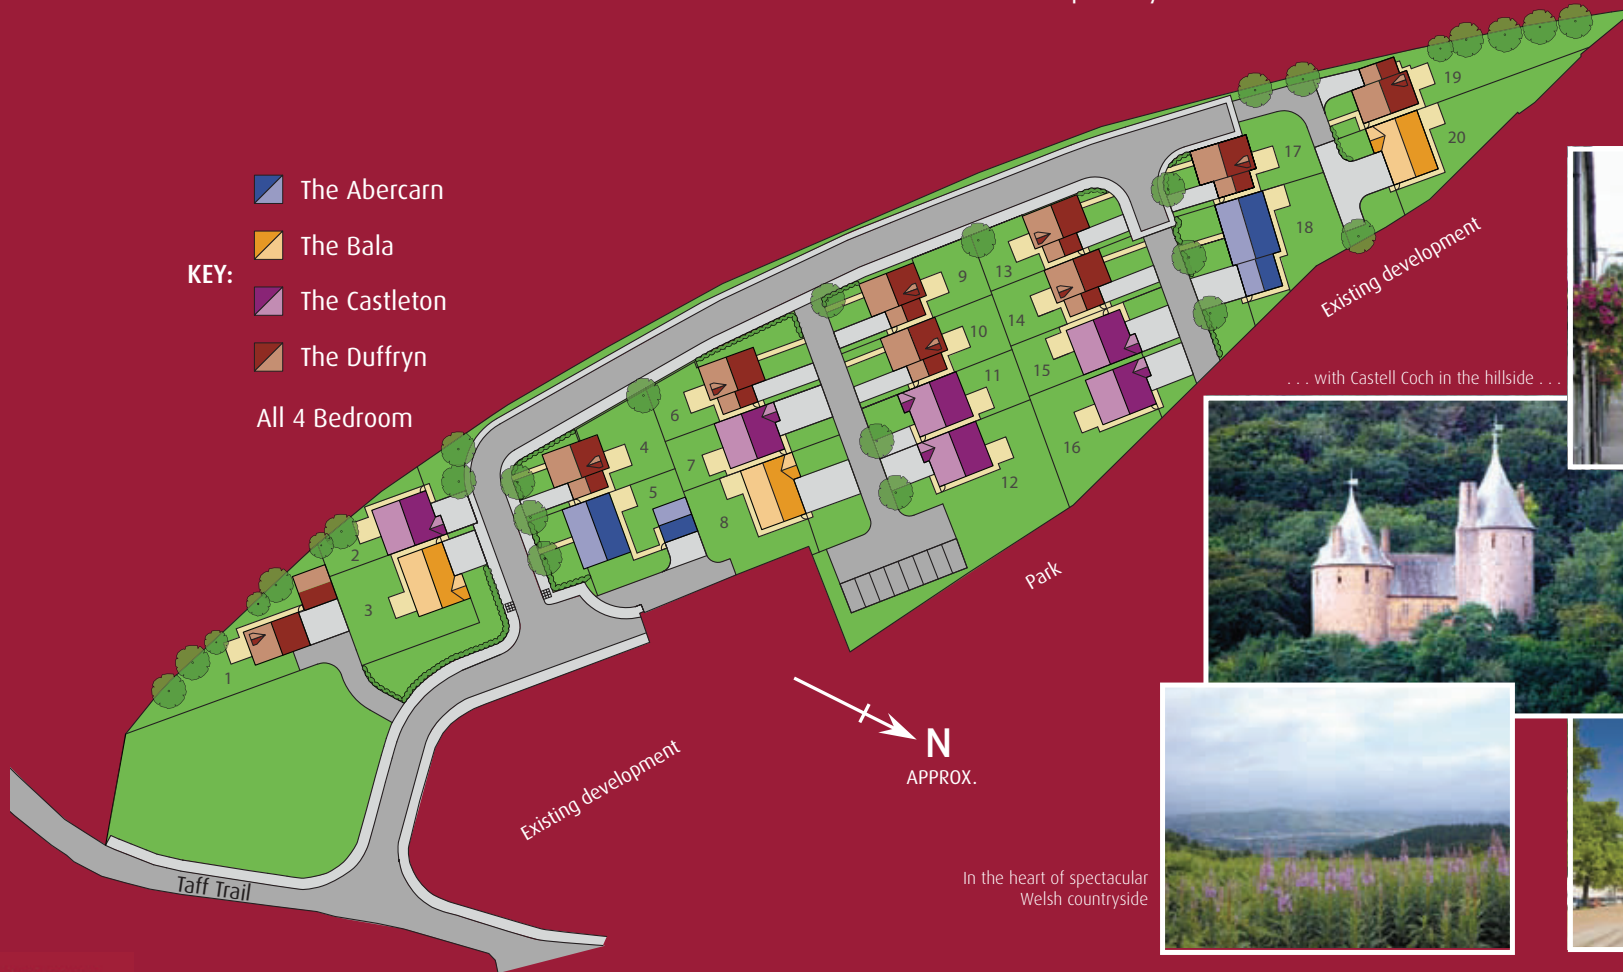 KEY:
The Abercarn
The Bala
The Castleton
The Duffryn
All 4 Bedroom
1
2
3
4
5
6
7
8
9
10
11
12
13
14
15
16
17
18
19
20
Existing development
. . . with Castell Coch in the hillside . . .
Park
N
APPROX.
Existing development
Taff Trail
In the heart of spectacular
Welsh countryside